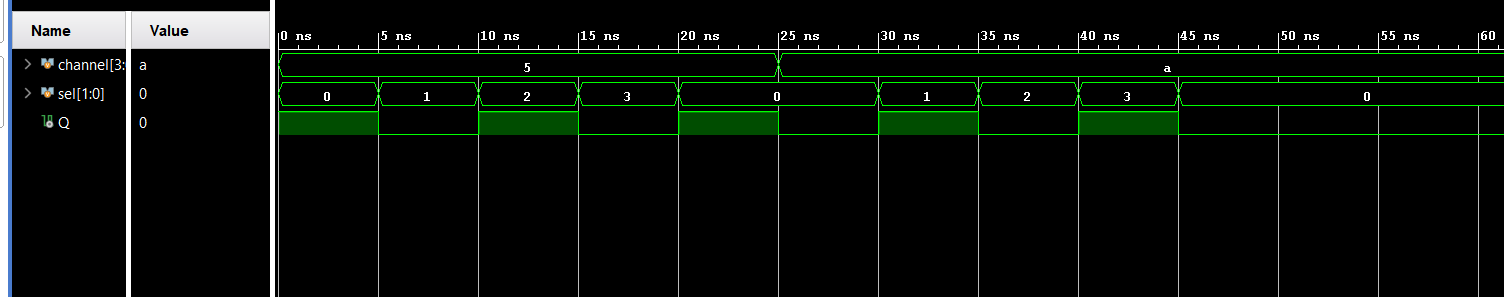 Name Value
0 ns 5 ns 10 ns 15 ns 20 ns 25 ns 30 ns 35 ns 40 ns 45 ns 50 ns 55 ns 60
channel[3: a 5 a
sel[1:0] 0 0 1 2 3 0 1 2 3 0
Q 0